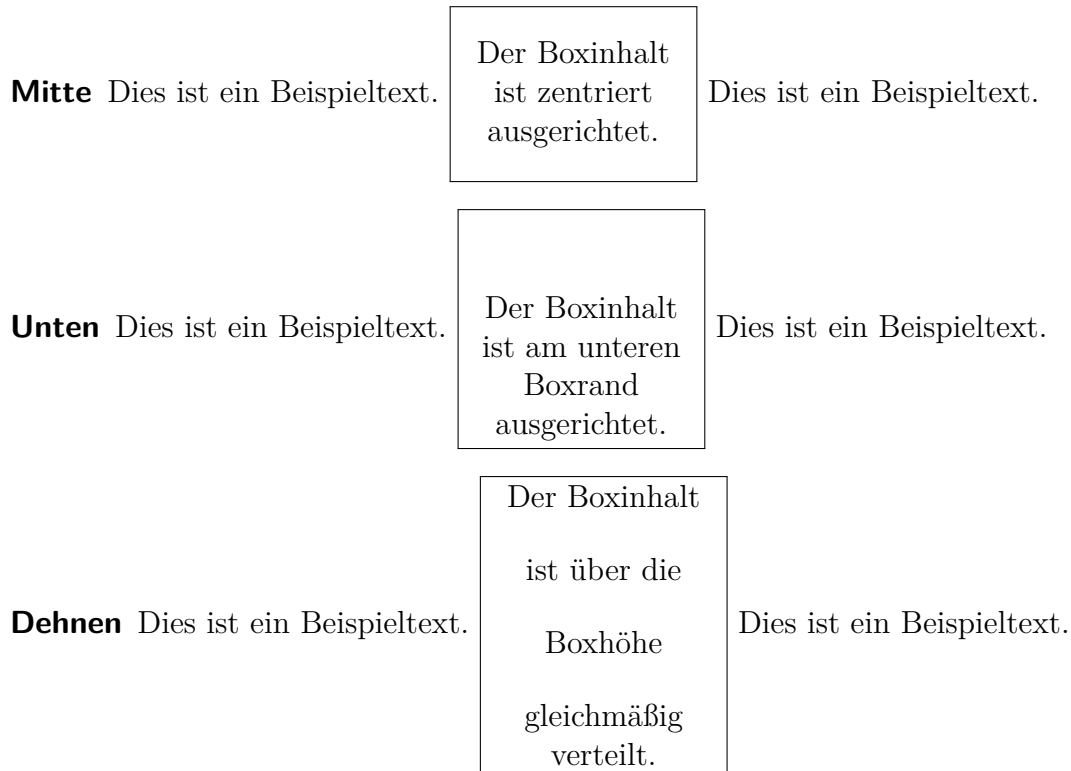 Mitte Dies ist ein Beispieltext.
Der Boxinhalt
ist zentriert
ausgerichtet.
Dies ist ein Beispieltext.
Unten Dies ist ein Beispieltext.
Der Boxinhalt
ist am unteren
Boxrand
ausgerichtet.
Dies ist ein Beispieltext.
Dehnen Dies ist ein Beispieltext.
Der Boxinhalt
ist über die
Boxhöhe
gleichmäßig
verteilt.
Dies ist ein Beispieltext.